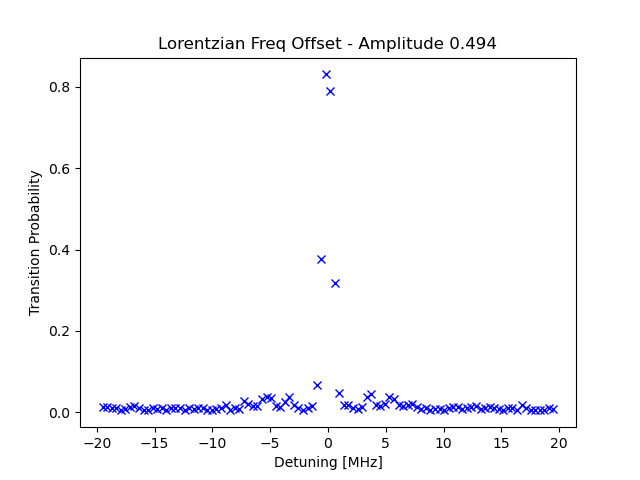 Lorentzian Freq Offset - Amplitude 0.494
Transition Probability
0.8
0.6
0.4
0.2
0.0
−20 −15 −10 −5 0 5 10 15 20
Detuning [MHz]